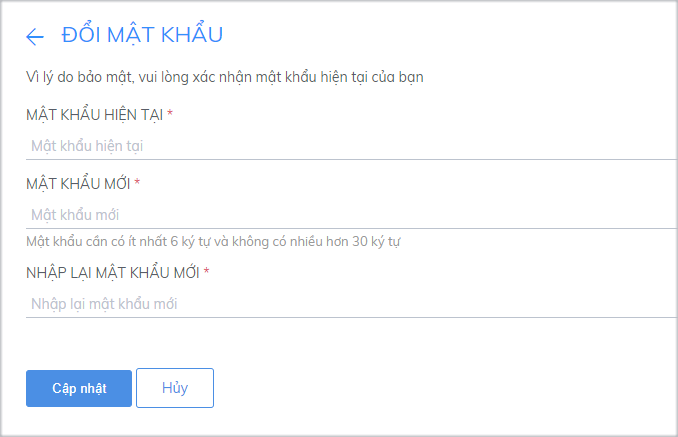 ĐỔI MẬT KHẨU
Vì lý do bảo mật, vui lòng xác nhận mật khẩu hiện tại của bạn
MẬT KHẨU HIỆN TẠI *
Mật khẩu hiện tại
MẬT KHẨU MỚI *
Mật khẩu mới
Mật khẩu cần có ít nhất 6 ký tự và không có nhiều hơn 30 ký tự
NHẬP LẠI MẬT KHẨU MỚI *
Nhập lại mật khẩu mới
Cập nhật Hủy